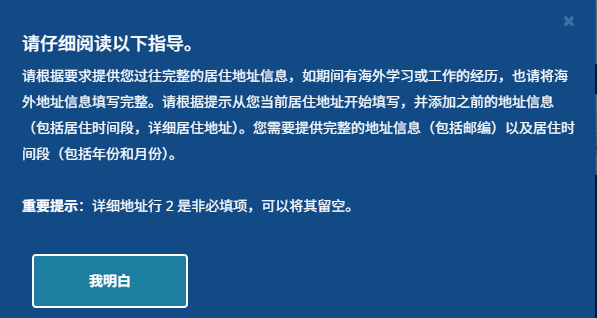 请仔细阅读以下指导。
请根据要求提供您过往完整的居住地址信息，如期间有海外学习或工作的经历，也请将海
外地址信息填写完整。请根据提示从您当前居住地址开始填写，并添加之前的地址信息
（包括居住时间段，详细居住地址）。您需要提供完整的地址信息（包括邮编）以及居住时
间段（包括年份和月份）。
重要提示：详细地址行 2 是非必填项，可以将其留空。
我明白